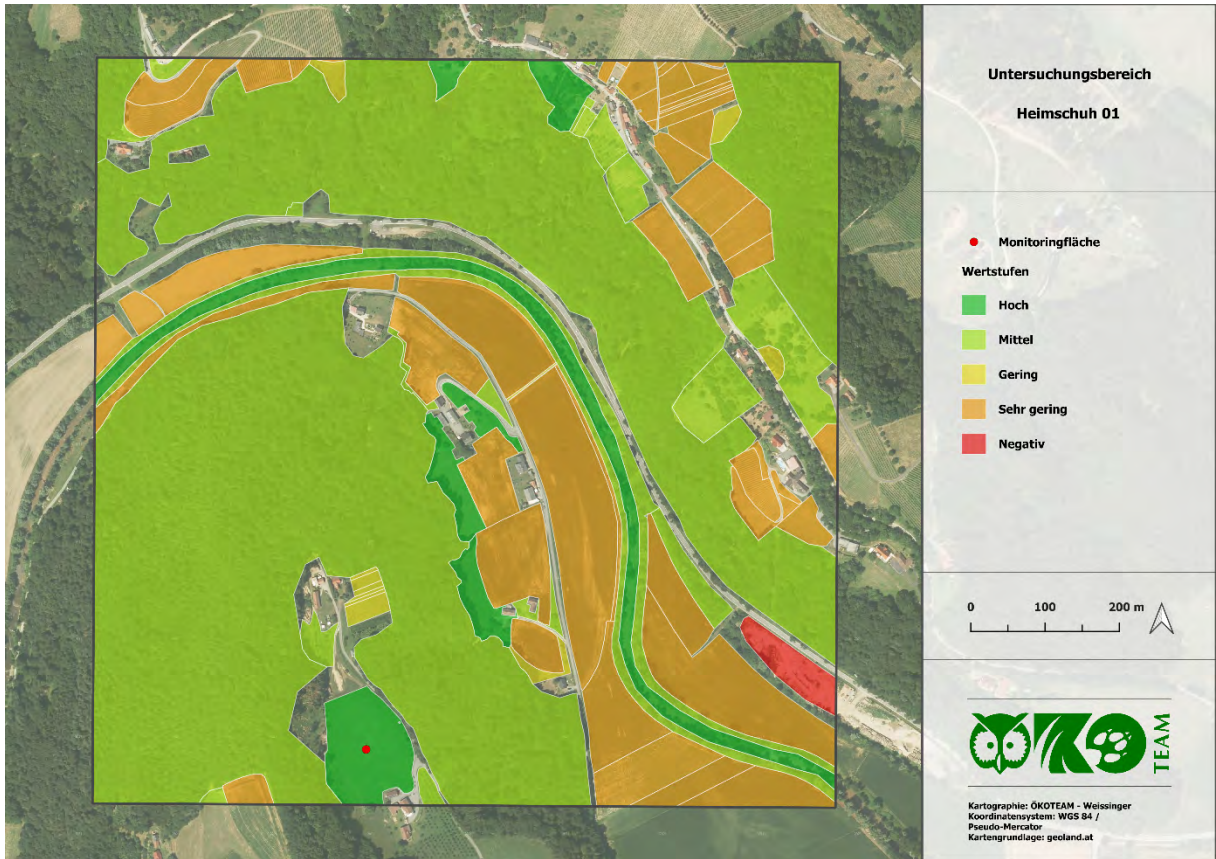 Untersuchungsbereich
Heimschuh 01
Monitoringfläche
Wertstufen
Hoch
Mittel
Gering
Sehr gering
Negativ
0 100 200 m
ÖKO
TEAM
Kartographie: ÖKOTEAM - Weissinger
Koordinatensystem: WGS 84 /
Pseudo-Mercator
Kartengrundlage: geoland.at